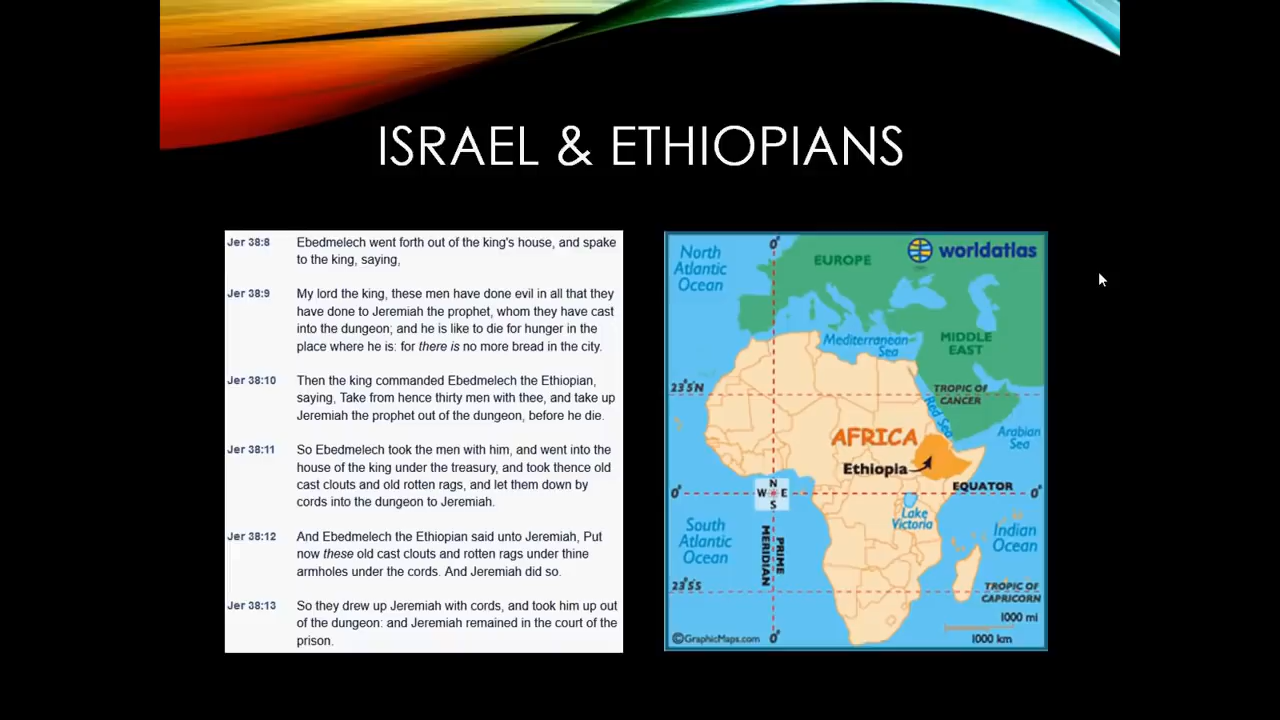 ISRAEL & ETHIOPIANS
Jer 38:8 Ebedmelech went forth out of the king's house, and spake
to the king, saying,
Jer 38:9 My lord the king, these men have done evil in all that they
have done to Jeremiah the prophet, whom they have cast
into the dungeon; and he is like to die for hunger in the
place where he is: for there is no more bread in the city.
Jer 38:10 Then the king commanded Ebedmelech the Ethiopian,
saying, Take from hence thirty men with thee, and take up
Jeremiah the prophet out of the dungeon, before he die.
Jer 38:11 So Ebedmelech took the men with him, and went into the
house of the king under the treasury, and took thence old
cast clouts and old rotten rags, and let them down by
cords into the dungeon to Jeremiah.
Jer 38:12 And Ebedmelech the Ethiopian said unto Jeremiah, Put
now these old cast clouts and rotten rags under thine
armholes under the cords. And Jeremiah did so.
Jer 38:13 So they drew up Jeremiah with cords, and took him up out
of the dungeon: and Jeremiah remained in the court of the
prison.
North
Atlantic
Ocean
0°
EUROPE
worldatlas
Mediterranean
Sea
MIDDLE
EAST
23°5'N
TROPIC OF
CANCER
Red Sea
Arabian
Sea
AFRICA
Ethiopia
EQUATOR
0°
0°
N
W E
S
Lake
Victoria
South
Atlantic
Ocean
PRIME
MERIDIAN
Indian
Ocean
23°5'S
TROPIC OF
CAPRICORN
1000 mi
1000 km
©GraphicMaps.com
0°